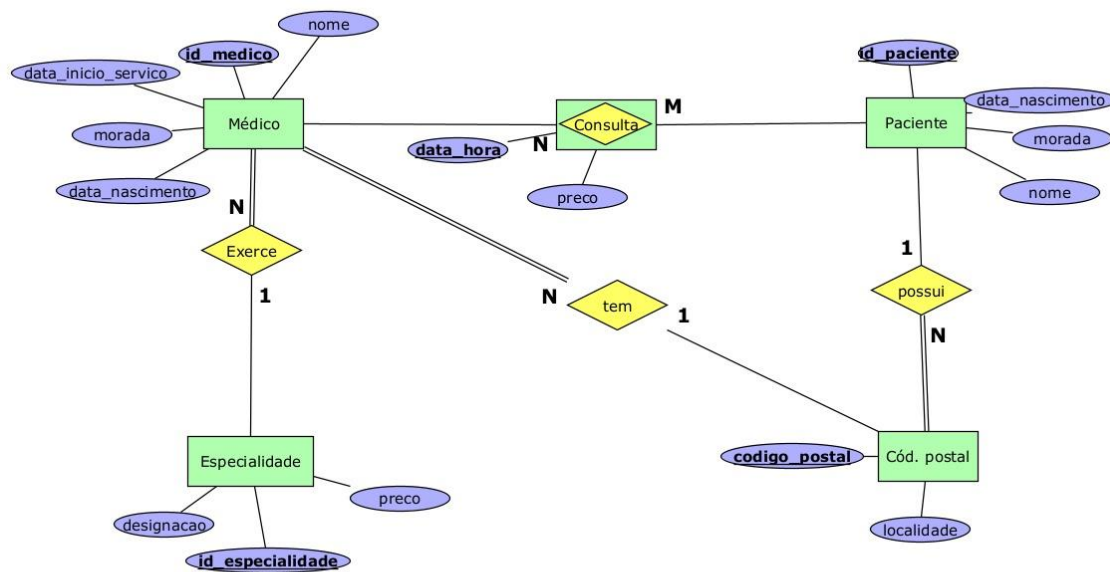 nome
id_medico
id_paciente
data_inicio_servico
data_nascimento
Médico
M
Consulta
Paciente
morada
morada
data_hora
N
data_nascimento
preco
nome
N
Exerce
1
1
possui
N
tem
1
N
codigo_postal
Cód. postal
Especialidade
preco
designacao
localidade
id_especialidade